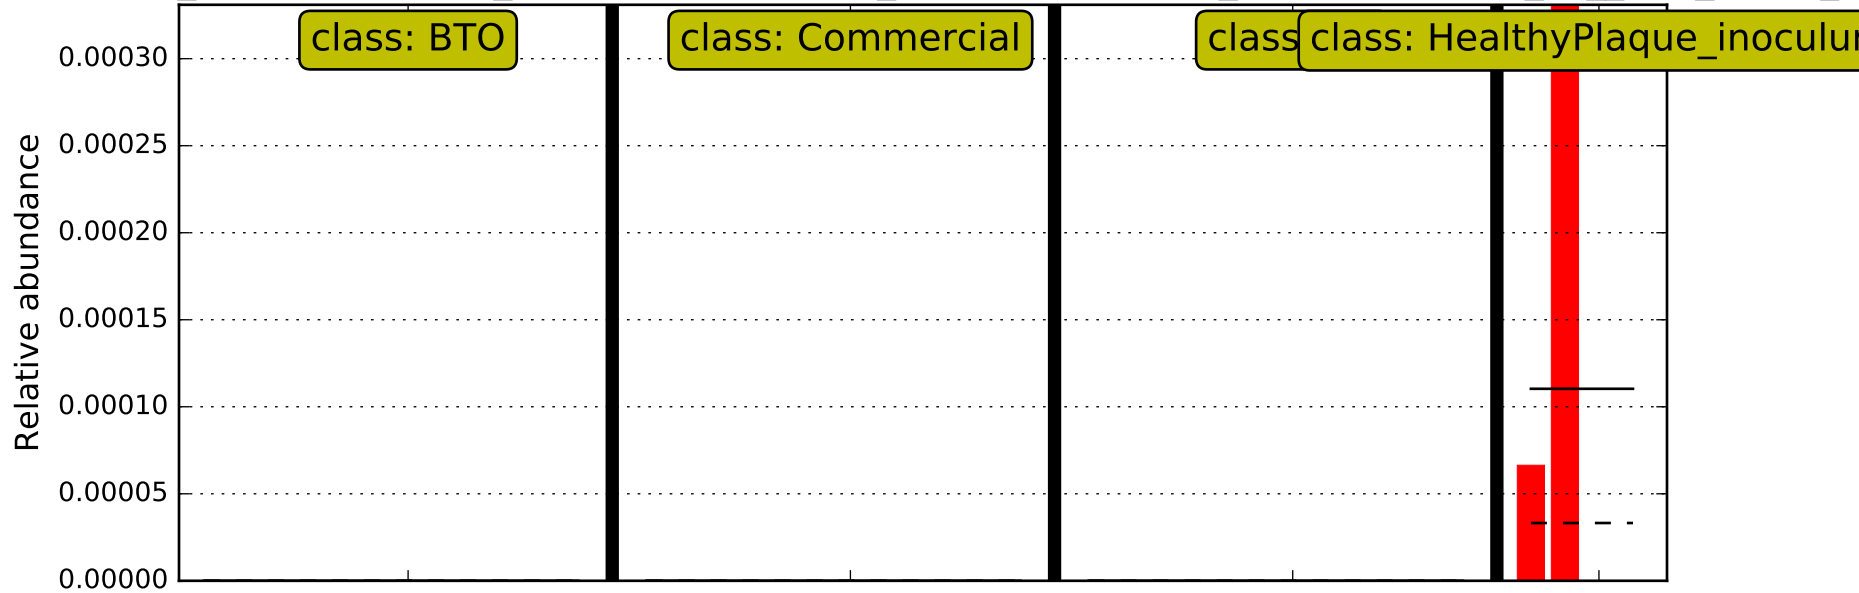 class: BTO
class: Commercial
class
class: HealthyPlaque_inoculu
0.00030
0.00025
0.00020
0.00015
0.00010
0.00005
0.00000
Relative abundance